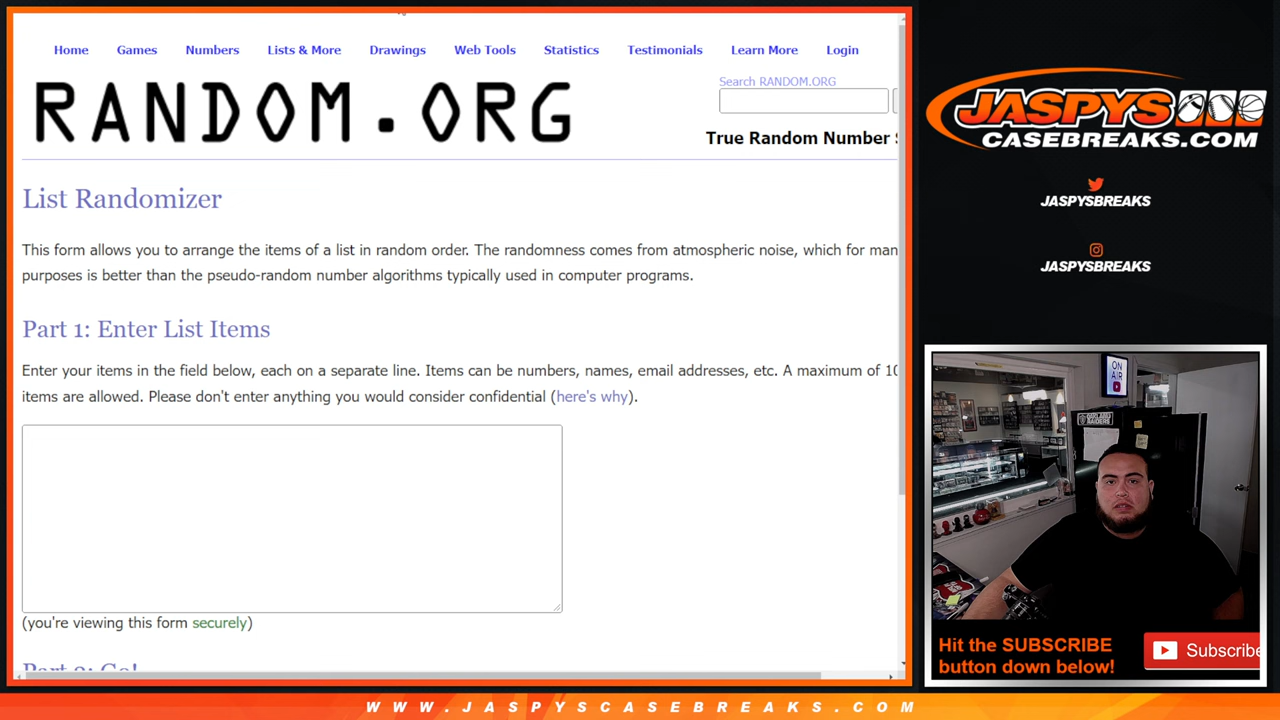 Home Games Numbers Lists & More Drawings Web Tools Statistics Testimonials Learn More Login
RANDOM.ORG
Search RANDOM.ORG
True Random Number
List Randomizer
This form allows you to arrange the items of a list in random order. The randomness comes from atmospheric noise, which for man
purposes is better than the pseudo-random number algorithms typically used in computer programs.
Part 1: Enter List Items
Enter your items in the field below, each on a separate line. Items can be numbers, names, email addresses, etc. A maximum of 10
items are allowed. Please don't enter anything you would consider confidential (here's why).
(you're viewing this form securely)
Part 2: Go!
JASPYS
CASEBREAKS.COM
JASPYSBREAKS
JASPYSBREAKS
ON
AIR
RAIDERS
Hit the SUBSCRIBE
button down below!
Subscribe
WWW.JASPYSCASEBREAKS.COM